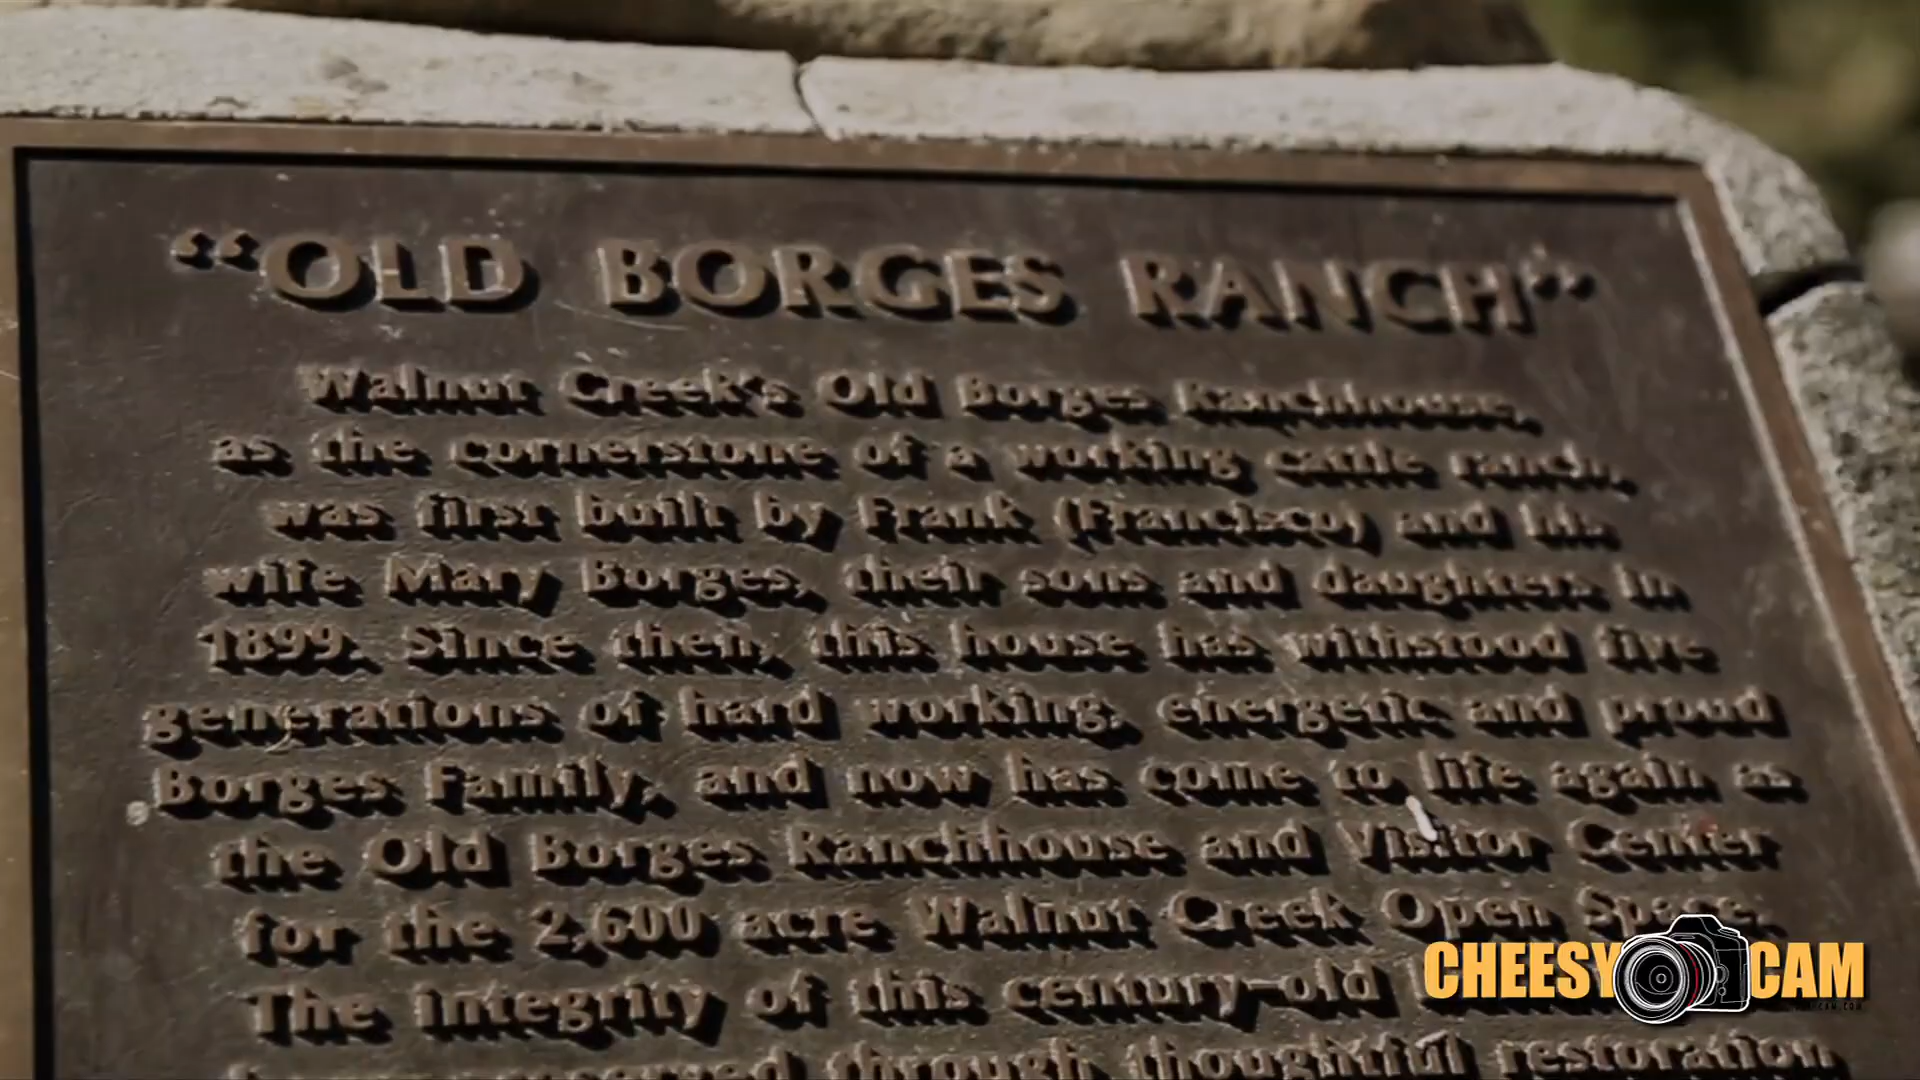 “OLD BORGES RANCH”
Walnut Creek's Old Borges Ranchhouse,
as the cornerstone of a working cattle ranch,
was first built by Frank (Francisco) and his
wife Mary Borges, their sons and daughters in
1899. Since then, this house has withstood five
generations of hard working, energetic and proud
Borges Family, and now has come to life again as
the Old Borges Ranchhouse and Visitor Center
for the 2,600 acre Walnut Creek Open Space.
The integrity of this century-old
through thoughtful restoration
CHEESYCAM